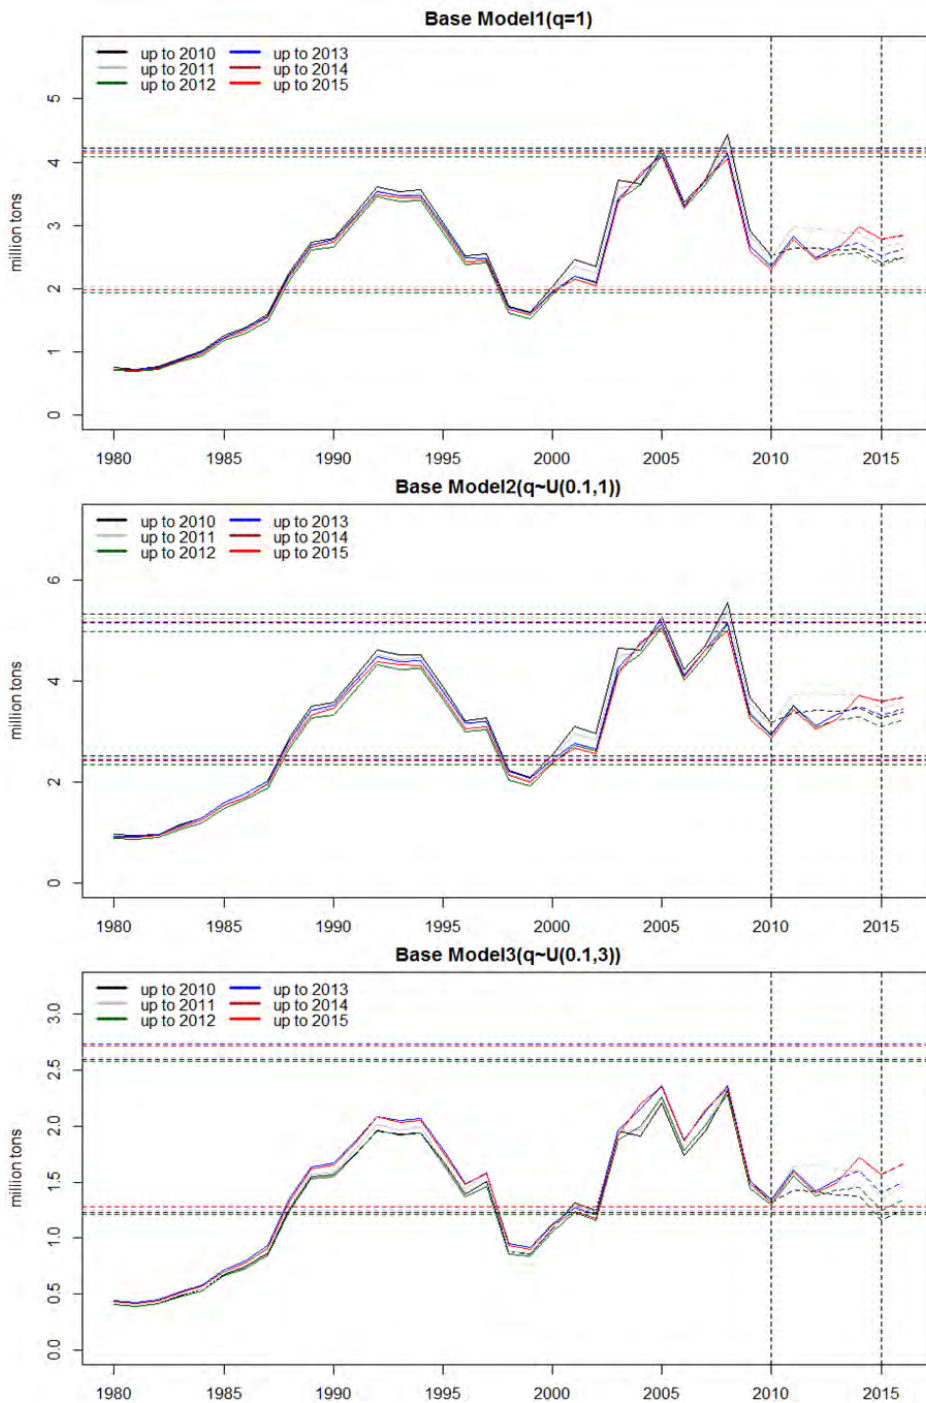 Base Model1(q=1)
up to 2010 up to 2013
up to 2011 up to 2014
up to 2012 up to 2015
million tons
5
4
3
2
1
0
1980 1985 1990 1995 2000 2005 2010 2015
Base Model2(q~U(0.1,1))
up to 2010 up to 2013
up to 2011 up to 2014
up to 2012 up to 2015
million tons
6
4
2
0
1980 1985 1990 1995 2000 2005 2010 2015
Base Model3(q~U(0.1,3))
up to 2010 up to 2013
up to 2011 up to 2014
up to 2012 up to 2015
million tons
3.0
2.5
2.0
1.5
1.0
0.5
0.0
1980 1985 1990 1995 2000 2005 2010 2015